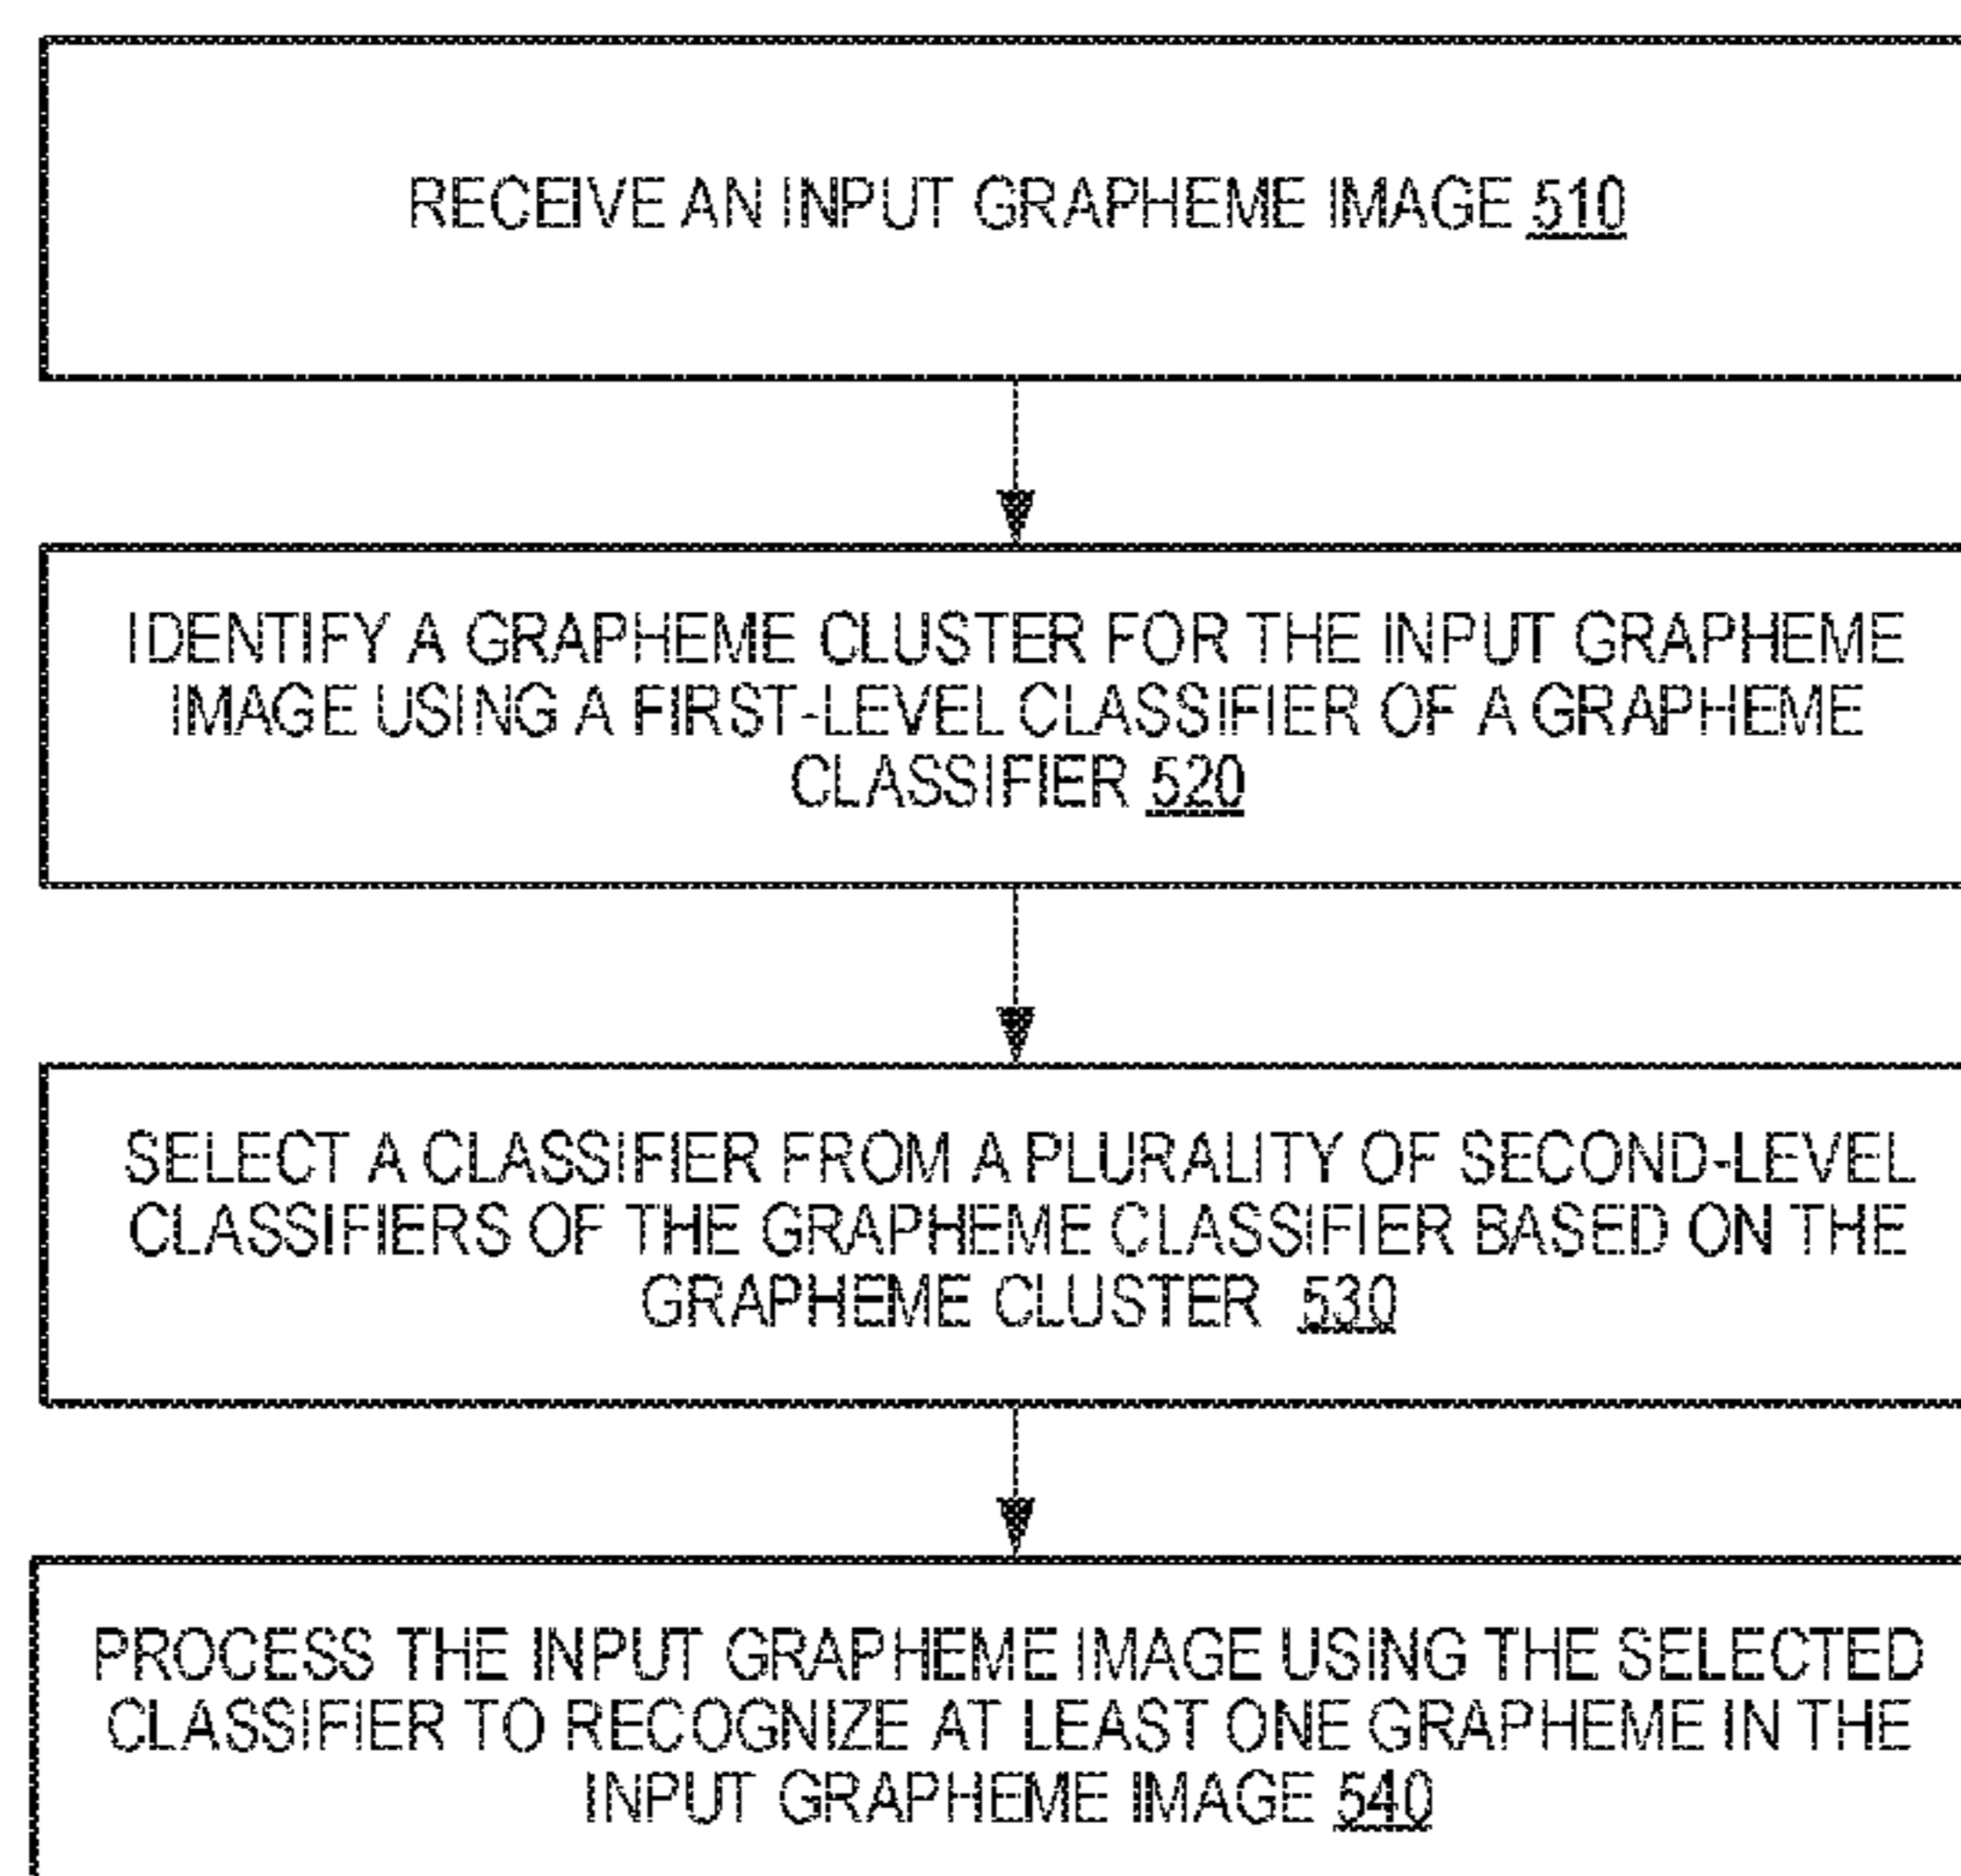 RECEIVE AN INPUT GRAPHEME IMAGE 510
IDENTIFY A GRAPHEME CLUSTER FOR THE INPUT GRAPHEME
IMAGE USING A FIRST-LEVEL CLASSIFIER OF A GRAPHEME
CLASSIFIER 520
SELECT A CLASSIFIER FROM A PLURALITY OF SECOND-LEVEL
CLASSIFIERS OF THE GRAPHEME CLASSIFIER BASED ON THE
GRAPHEME CLUSTER 530
PROCESS THE INPUT GRAPHEME IMAGE USING THE SELECTED
CLASSIFIER TO RECOGNIZE AT LEAST ONE GRAPHEME IN THE
INPUT GRAPHEME IMAGE 540